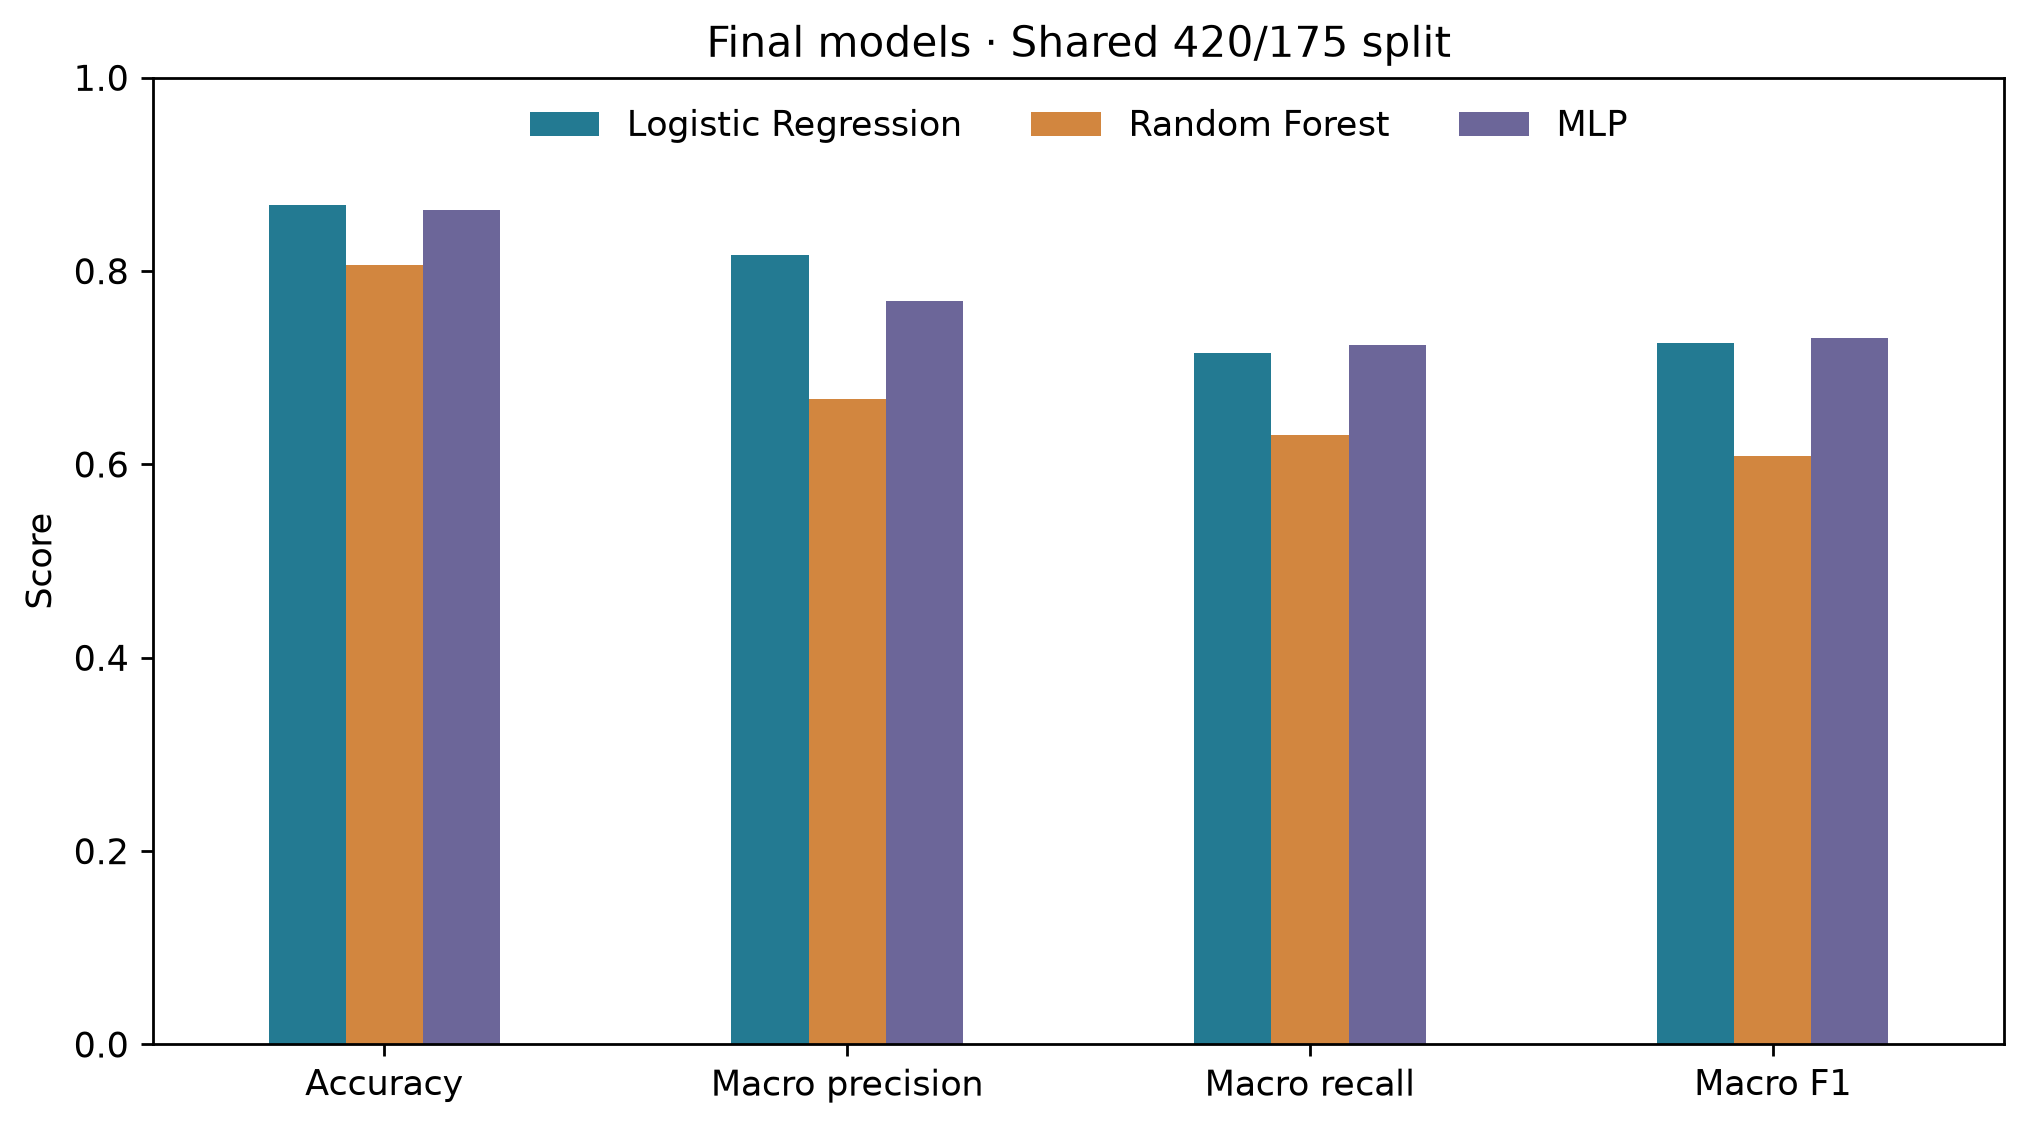 Final models · Shared 420/175 split
Logistic Regression Random Forest MLP
1.0
0.8
0.6
0.4
0.2
0.0
Score
Accuracy Macro precision Macro recall Macro F1